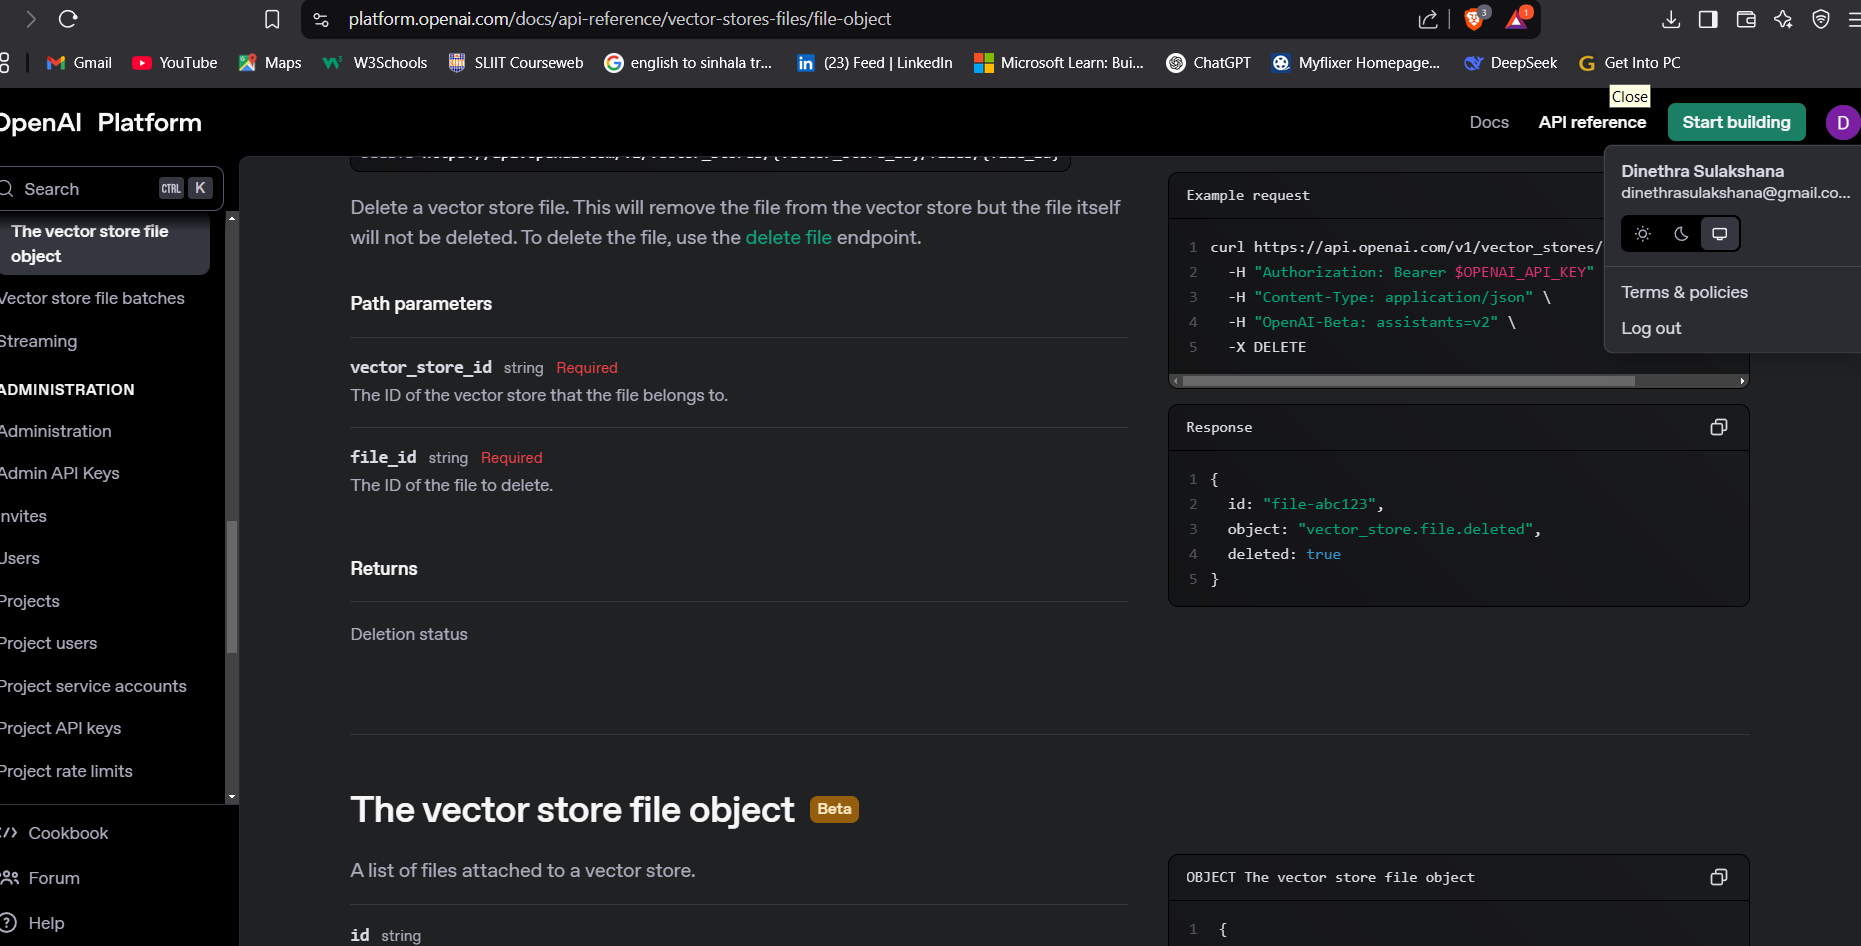 platform.openai.com/docs/api-reference/vector-stores-files/file-object
3
1
Gmail
YouTube
Maps
W3Schools
SLIIT Courseweb
english to sinhala tr...
(23) Feed | LinkedIn
Microsoft Learn: Bui...
ChatGPT
Myflixer Homepage...
DeepSeek
Get Into PC
Close
OpenAI Platform
Docs
API reference
Start building
D
Search
CTRL K
The vector store file
object
Vector store file batches
Streaming
ADMINISTRATION
Administration
Admin API Keys
Invites
Users
Projects
Project users
Project service accounts
Project API keys
Project rate limits
Cookbook
Forum
Help
Delete a vector store file. This will remove the file from the vector store but the file itself
will not be deleted. To delete the file, use the delete file endpoint.
Path parameters
vector_store_id string Required
The ID of the vector store that the file belongs to.
file_id string Required
The ID of the file to delete.
Returns
Deletion status
The vector store file object Beta
A list of files attached to a vector store.
id string
Example request
1 curl https://api.openai.com/v1/vector_stores/
2 -H "Authorization: Bearer $OPENAI_API_KEY"
3 -H "Content-Type: application/json" \
4 -H "OpenAI-Beta: assistants=v2" \
5 -X DELETE
Response
1 {
2 id: "file-abc123",
3 object: "vector_store.file.deleted",
4 deleted: true
5 }
OBJECT The vector store file object
1 {
Dinethra Sulakshana
dinethrasulakshana@gmail.co...
Terms & policies
Log out